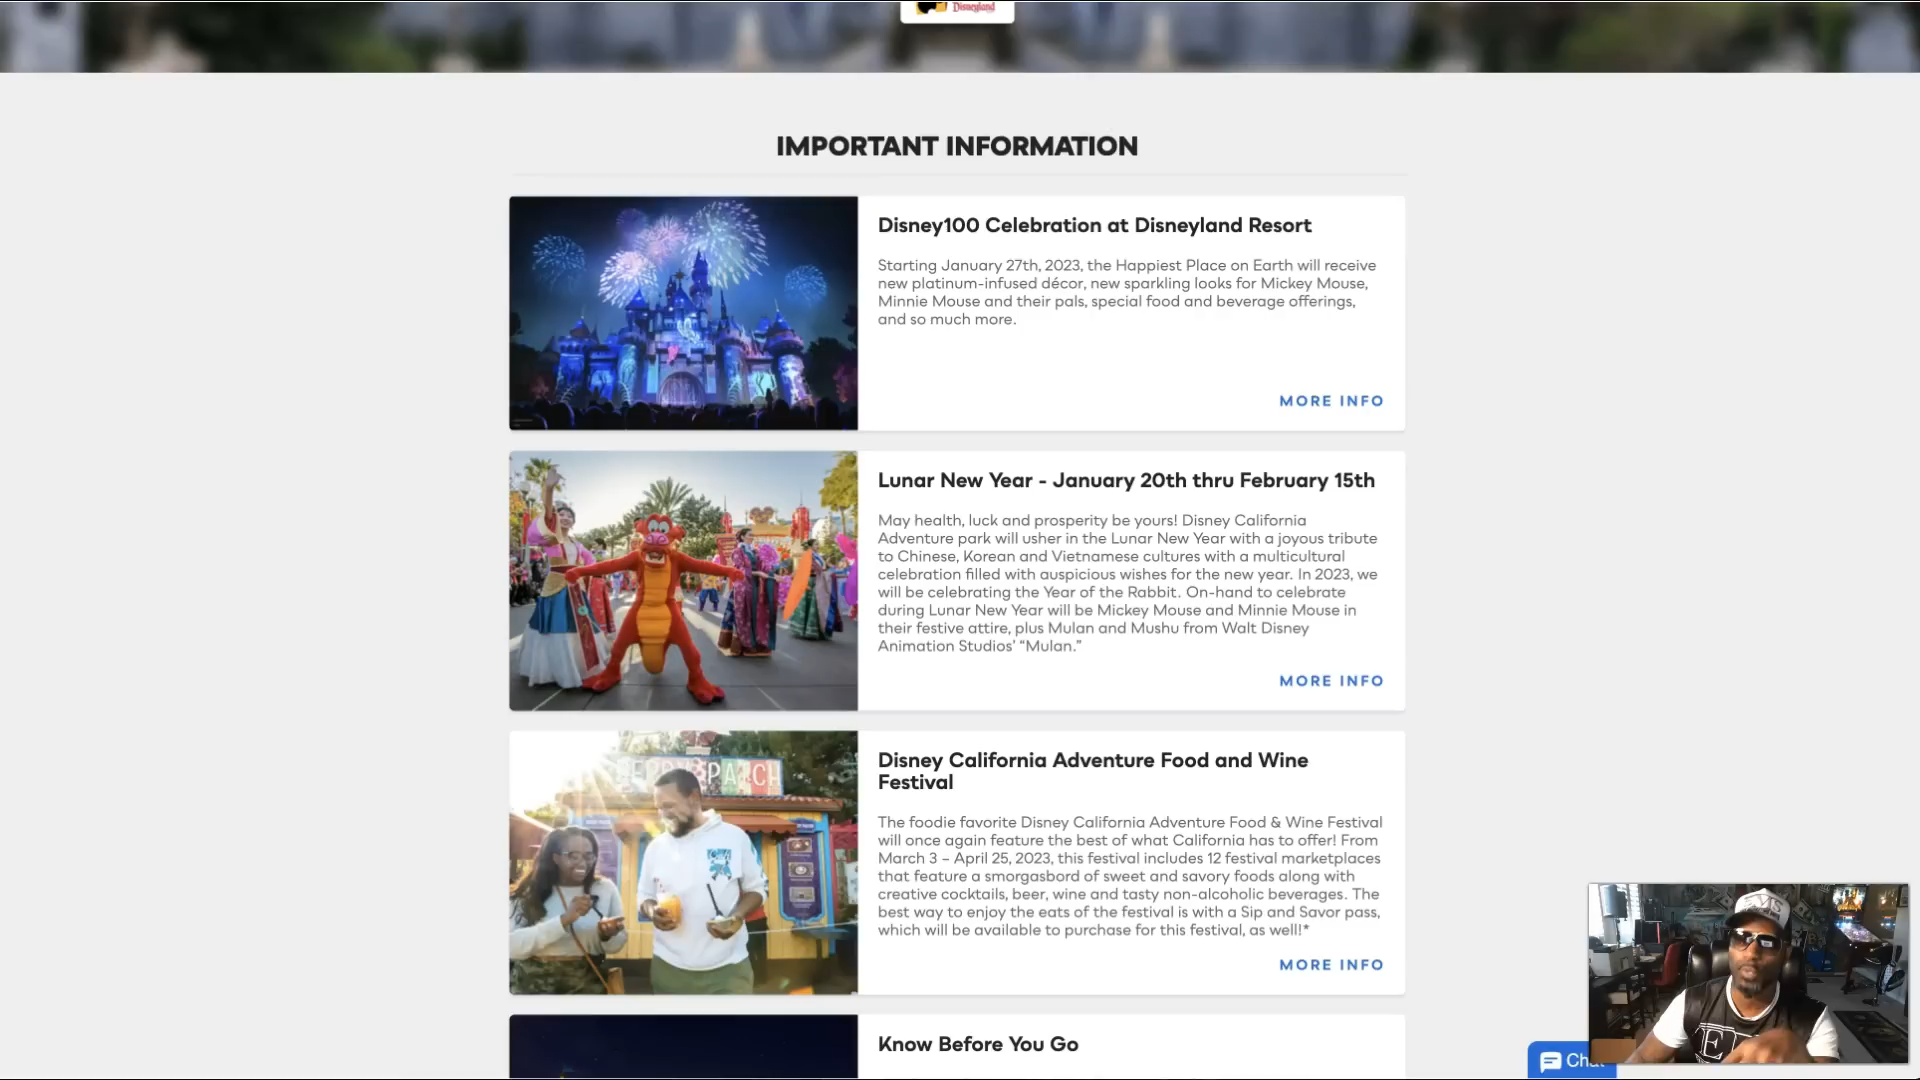 Disneyland
IMPORTANT INFORMATION
Disney100 Celebration at Disneyland Resort
Starting January 27th, 2023, the Happiest Place on Earth will receive
new platinum-infused décor, new sparkling looks for Mickey Mouse,
Minnie Mouse and their pals, special food and beverage offerings,
and so much more.
MORE INFO
Lunar New Year - January 20th thru February 15th
May health, luck and prosperity be yours! Disney California
Adventure park will usher in the Lunar New Year with a joyous tribute
to Chinese, Korean and Vietnamese cultures with a multicultural
celebration filled with auspicious wishes for the new year. In 2023, we
will be celebrating the Year of the Rabbit. On-hand to celebrate
during Lunar New Year will be Mickey Mouse and Minnie Mouse in
their festive attire, plus Mulan and Mushu from Walt Disney
Animation Studios’ “Mulan.”
MORE INFO
PATCH
Disney California Adventure Food and Wine
Festival
The foodie favorite Disney California Adventure Food & Wine Festival
will once again feature the best of what California has to offer! From
March 3 – April 25, 2023, this festival includes 12 festival marketplaces
that feature a smorgasbord of sweet and savory foods along with
creative cocktails, beer, wine and tasty non-alcoholic beverages. The
best way to enjoy the eats of the festival is with a Sip and Savor pass,
which will be available to purchase for this festival, as well!*
MORE INFO
Know Before You Go
Chat